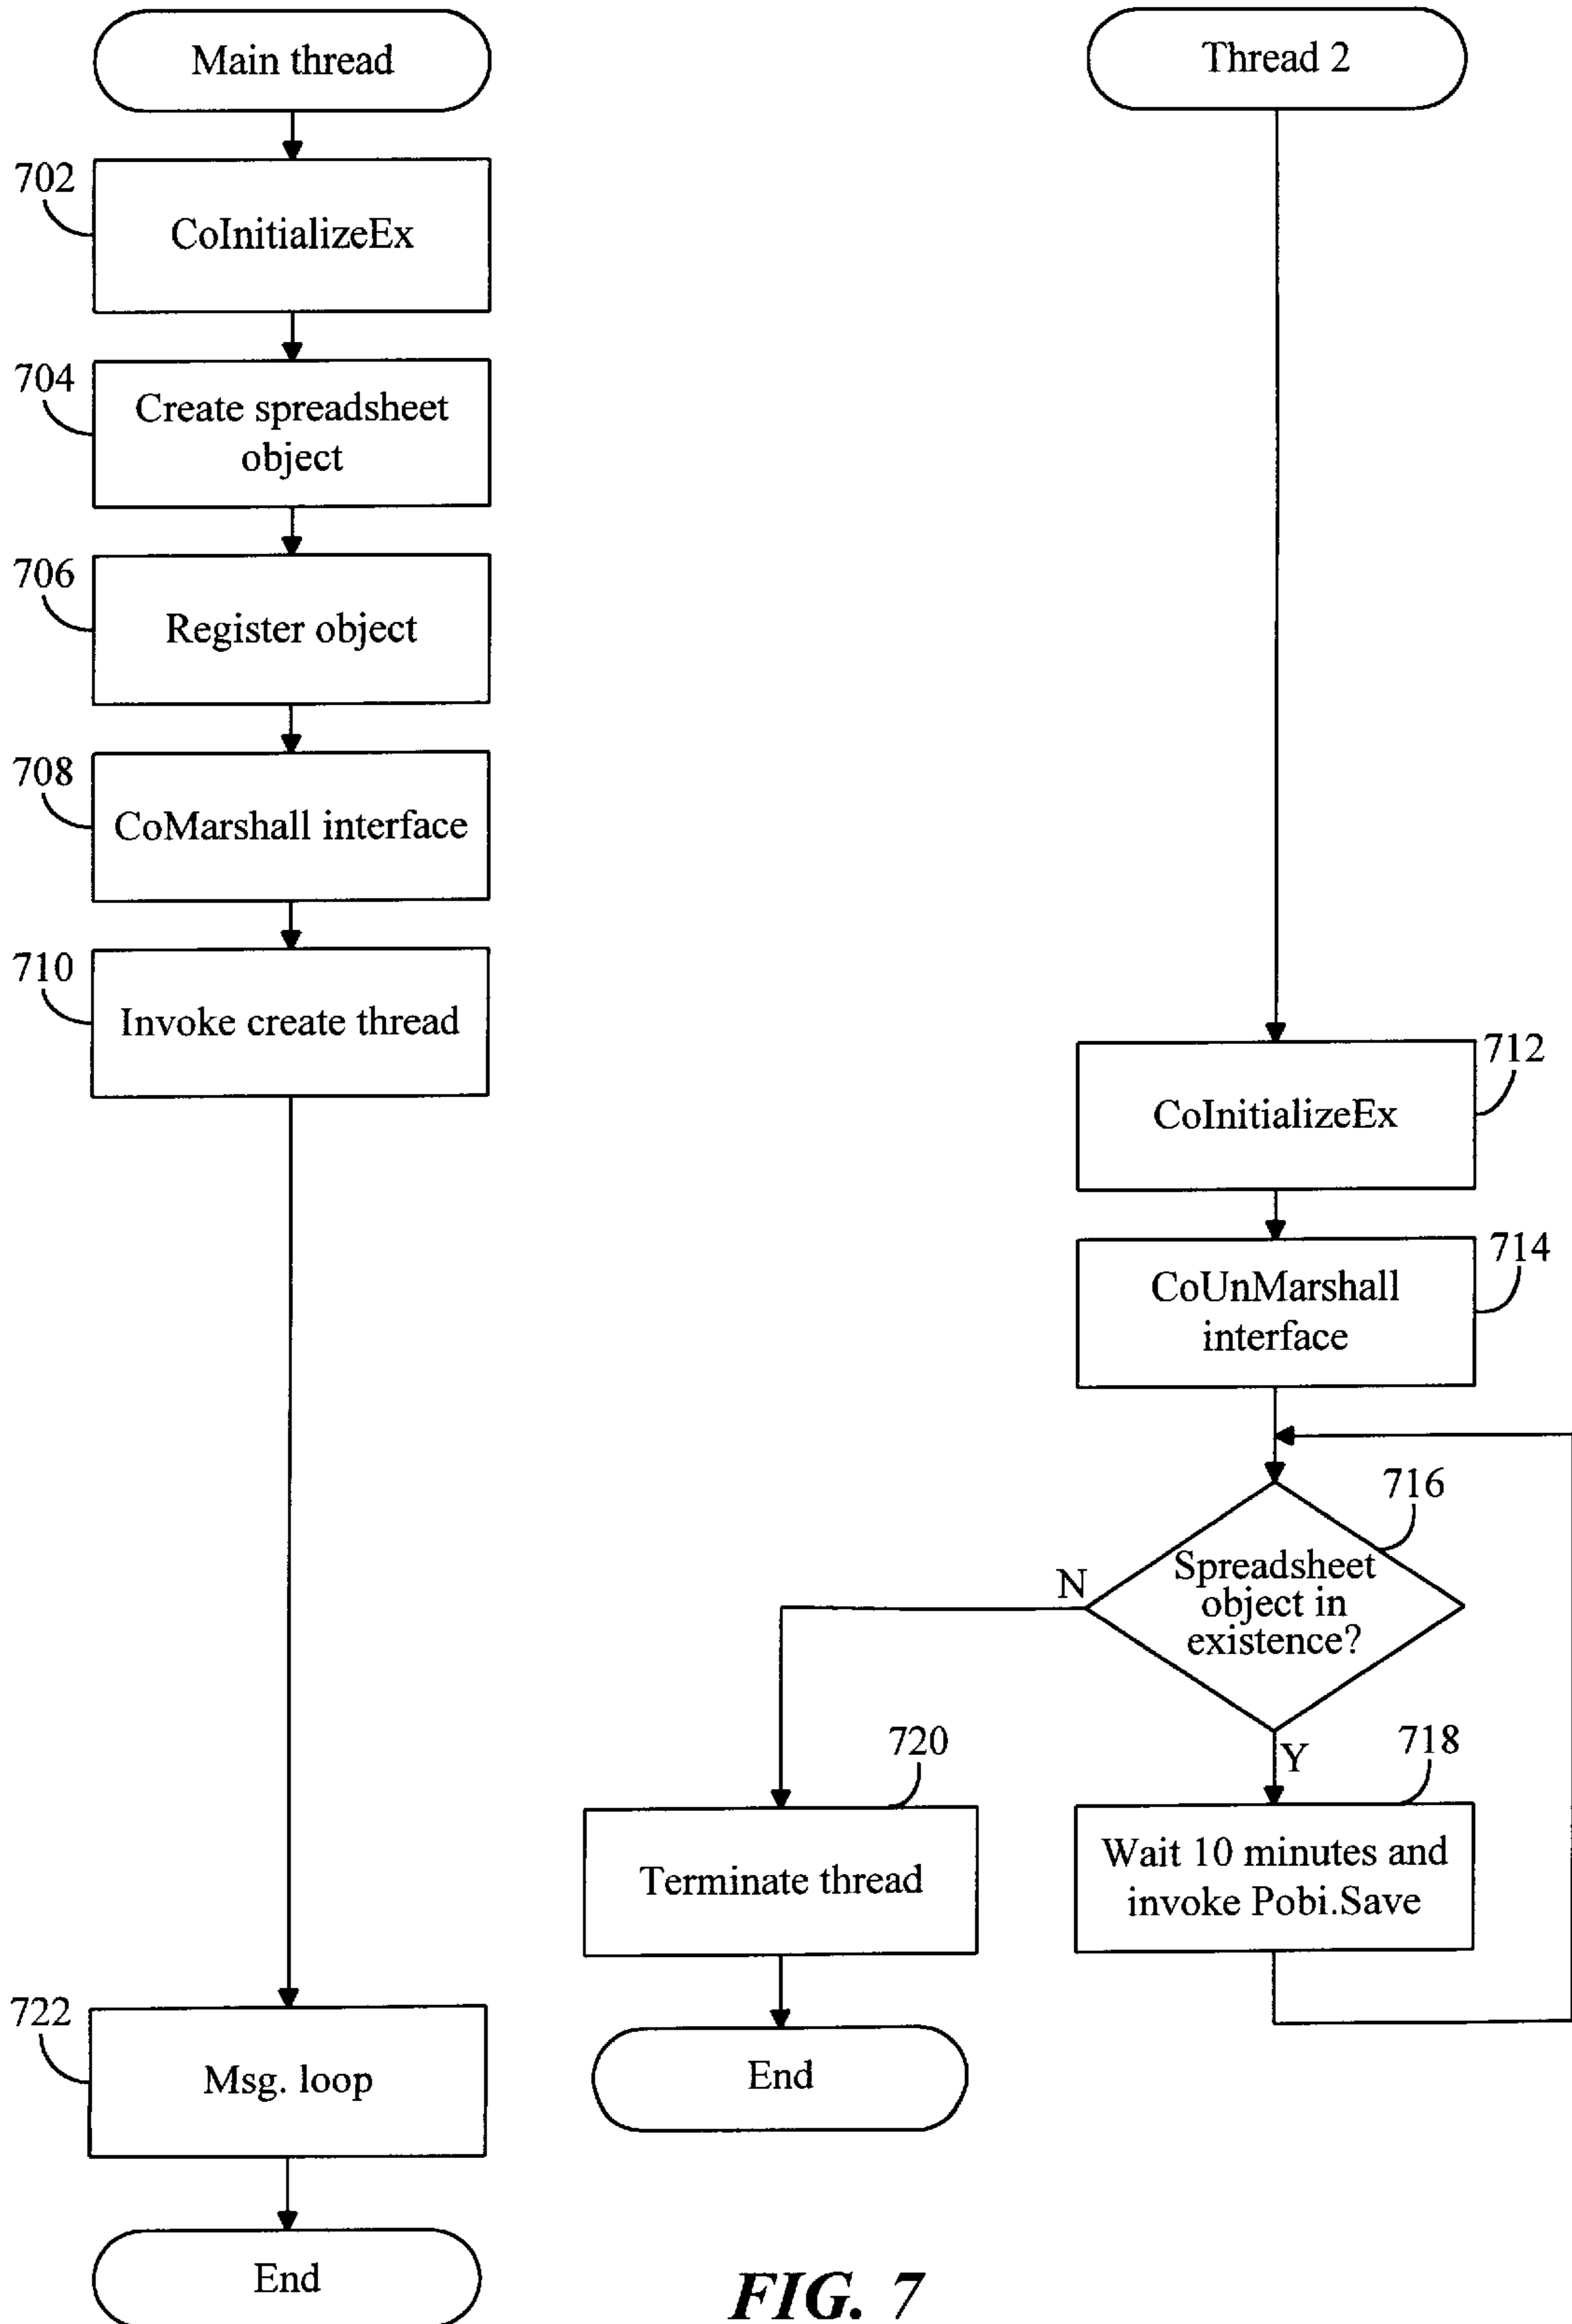 Main thread
702
CoInitializeEx
704
Create spreadsheet
object
706
Register object
708
CoMarshall interface
710
Invoke create thread
722
Msg. loop
End
Thread 2
712
CoInitializeEx
714
CoUnMarshall
interface
716
Spreadsheet
object in
existence?
N
Y
718
Wait 10 minutes and
invoke Pobi.Save
720
Terminate thread
End
FIG. 7